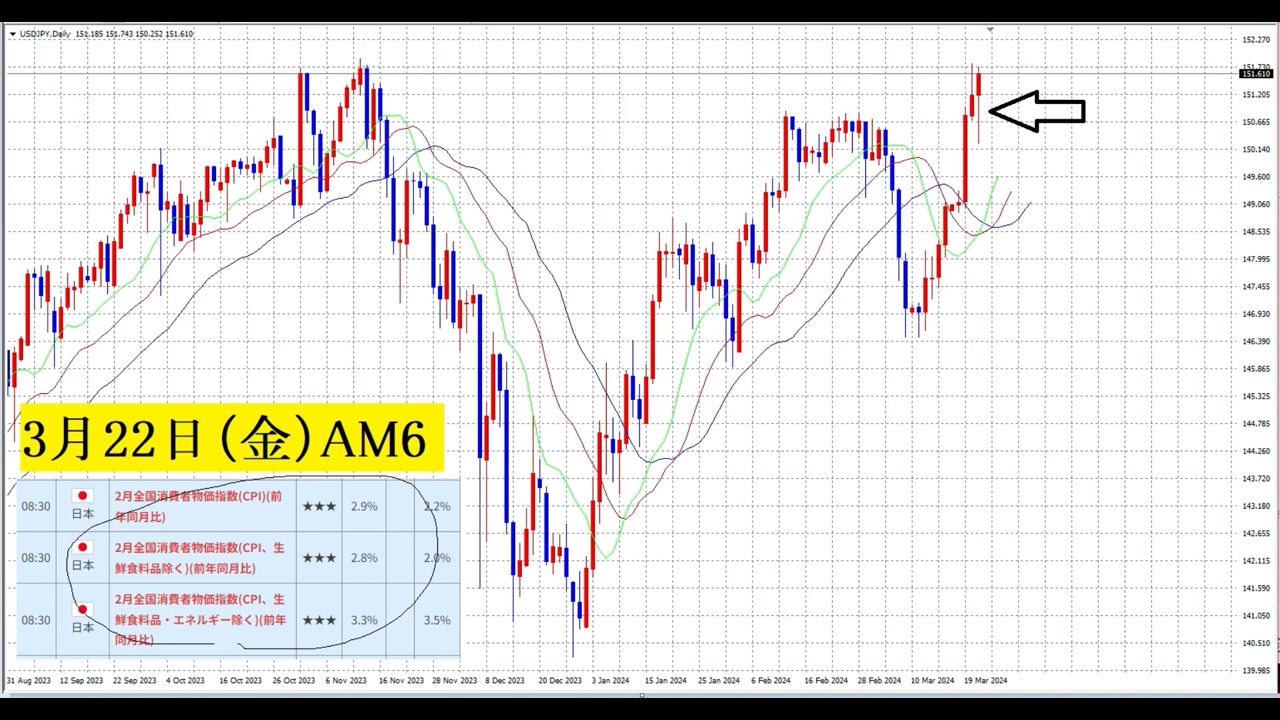 USDJPY,Daily 151.185 151.743 150.252 151.610
152.270
151.730
151.610
151.205
150.665
150.140
149.600
149.060
148.535
147.995
147.455
146.930
146.390
145.865
145.325
144.785
144.260
143.720
143.180
142.655
142.115
141.590
141.050
140.510
139.985
3月22日(金)AM6
08:30 日本 2月全国消費者物価指数(CPI)(前
年同月比) ★★★ 2.9% 2.2%
08:30 日本 2月全国消費者物価指数(CPI、生
鮮食料品除く)(前年同月比) ★★★ 2.8% 2.0%
08:30 日本 2月全国消費者物価指数(CPI、生
鮮食料品・エネルギー除く)(前年
同月比) ★★★ 3.3% 3.5%
31 Aug 2023 12 Sep 2023 22 Sep 2023 4 Oct 2023 16 Oct 2023 26 Oct 2023 6 Nov 2023 16 Nov 2023 28 Nov 2023 8 Dec 2023 20 Dec 2023 3 Jan 2024 15 Jan 2024 25 Jan 2024 6 Feb 2024 16 Feb 2024 28 Feb 2024 10 Mar 2024 19 Mar 2024